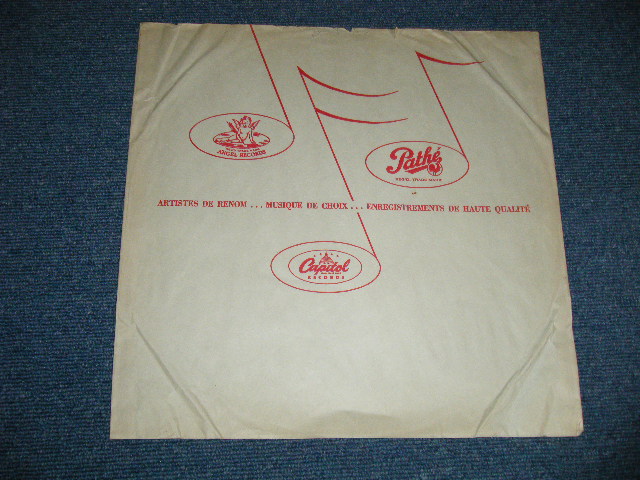 ANGEL RECORDS
Pathé
ARTISTES DE RENOM . . . MUSIQUE DE CHOIX . . . ENREGISTREMENTS DE HAUTE QUALITÉ
Capitol
RECORDS